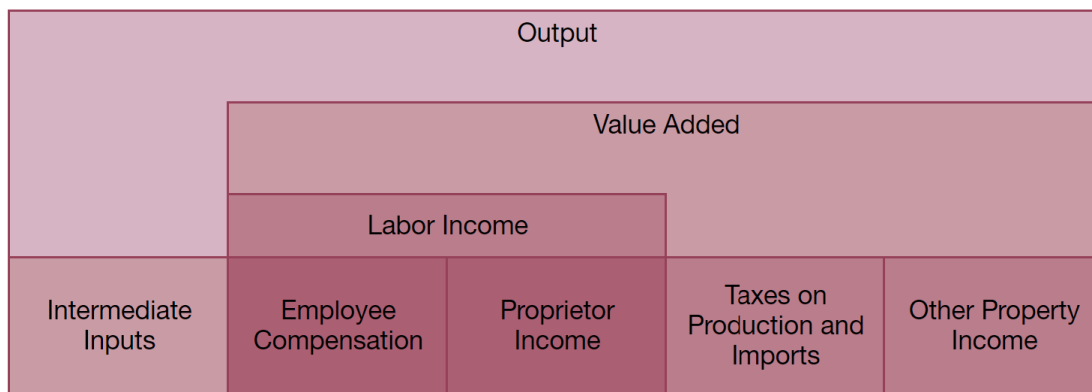 Output
Value Added
Labor Income
Intermediate
Inputs
Employee
Compensation
Proprietor
Income
Taxes on
Production and
Imports
Other Property
Income